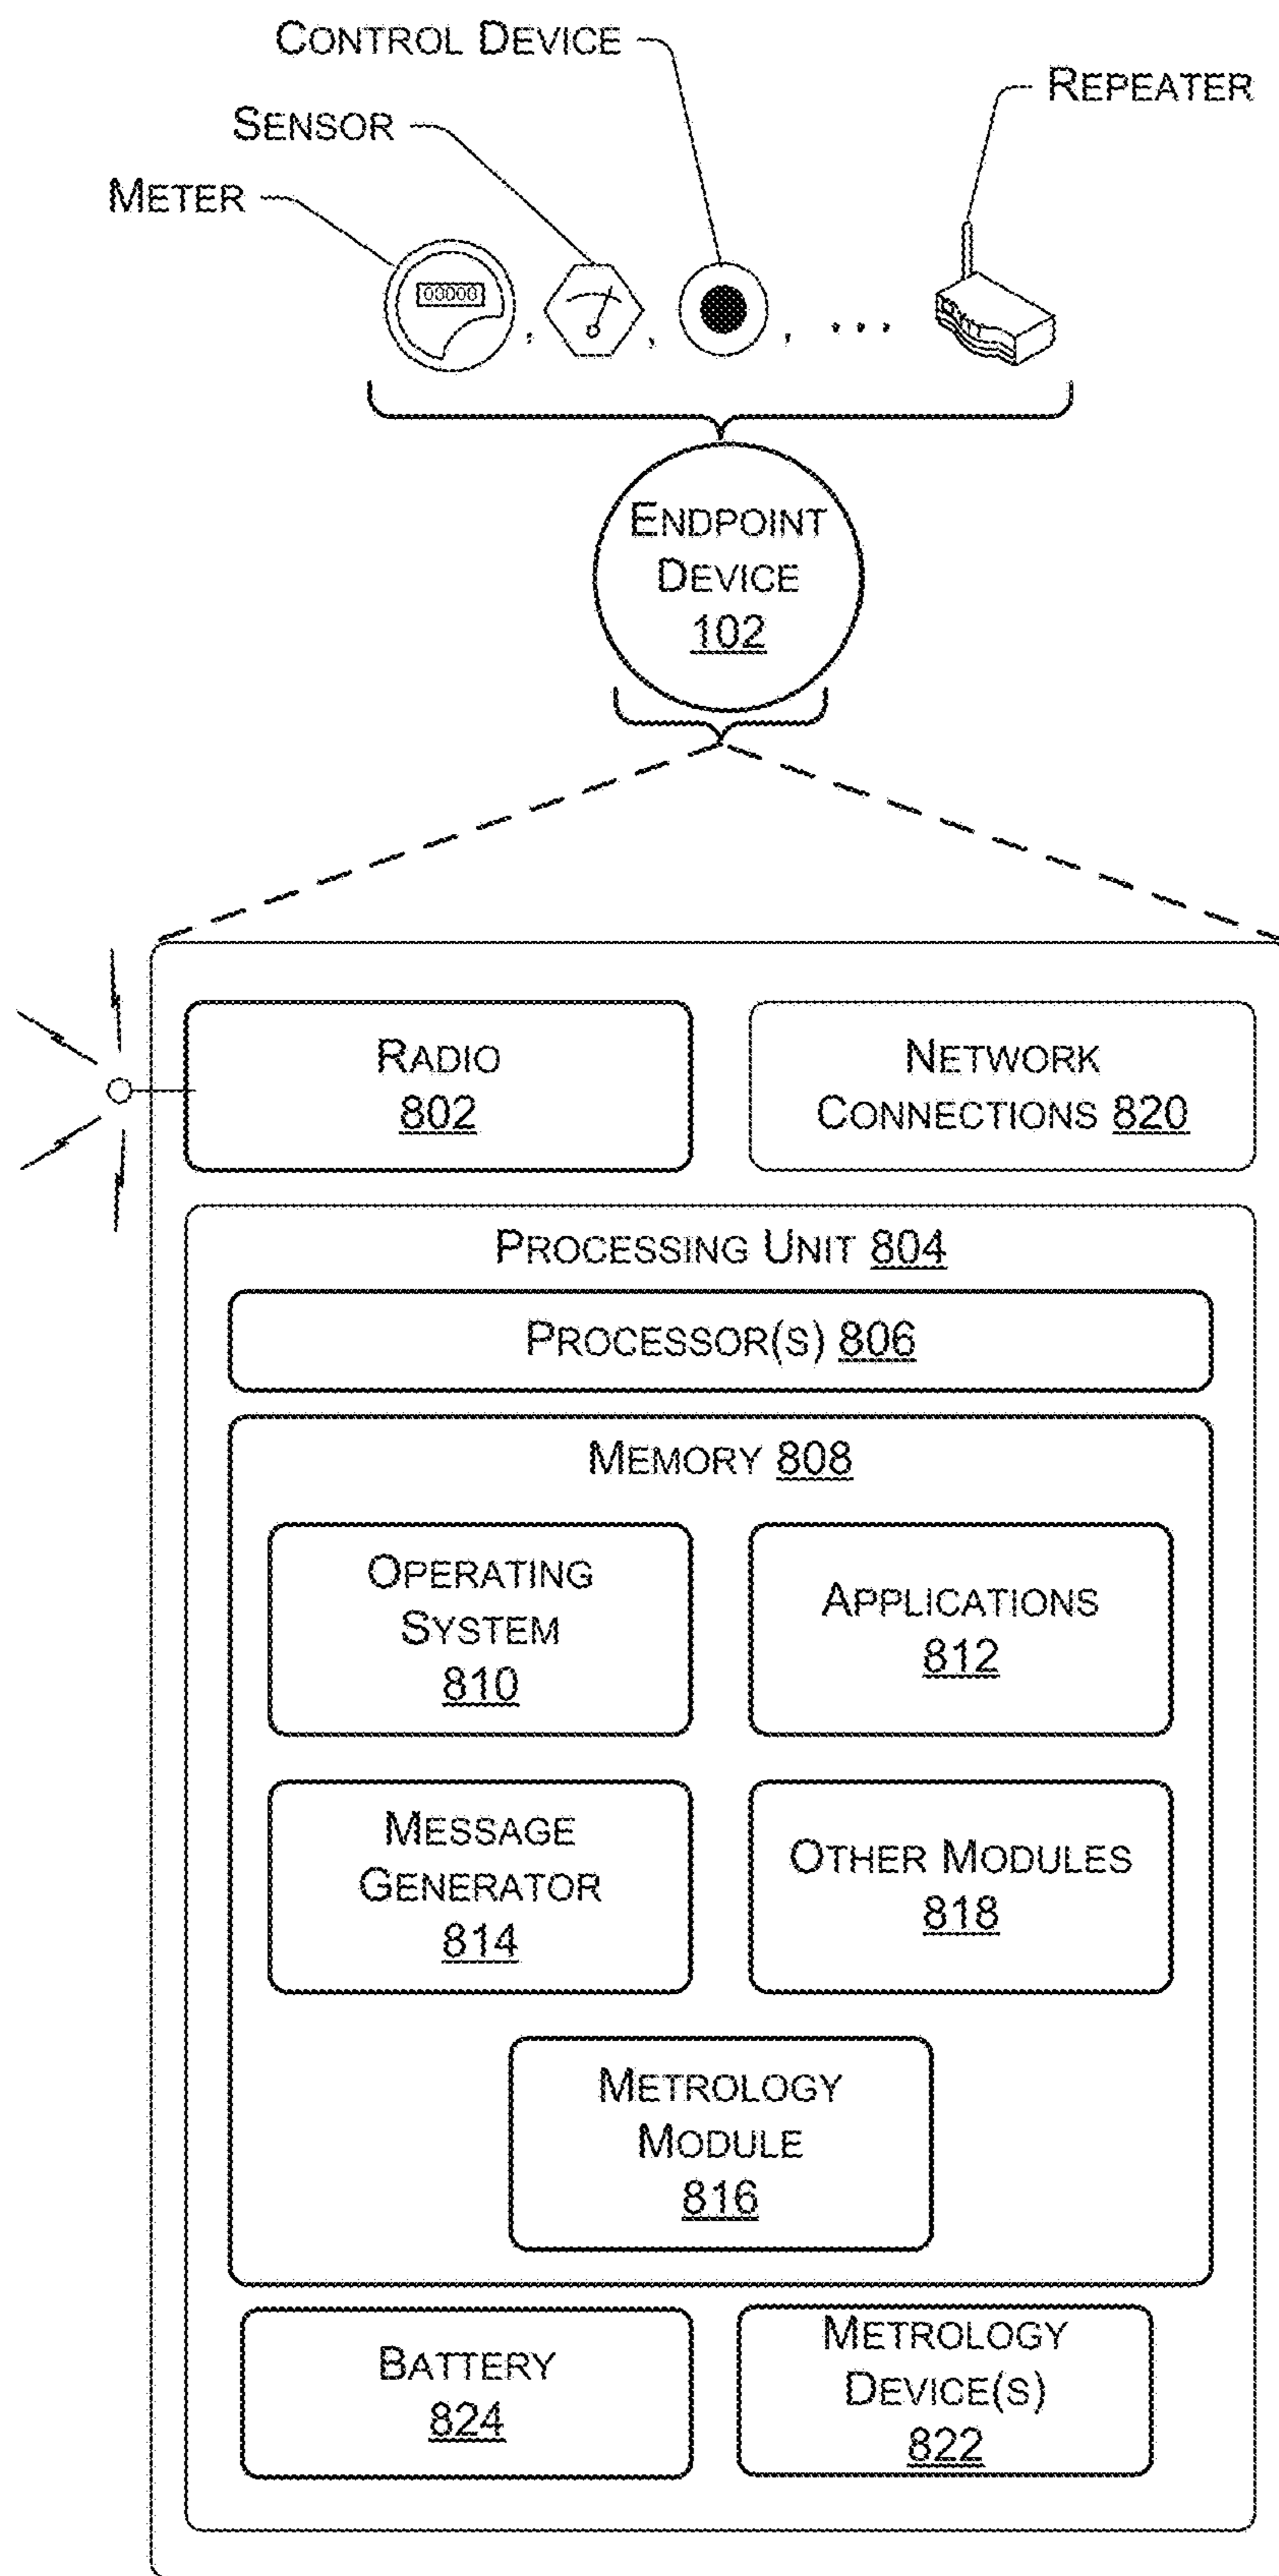 CONTROL DEVICE
REPEATER
SENSOR
METER
00000
, , , ...
ENDPOINT
DEVICE
102
RADIO
802
NETWORK
CONNECTIONS 820
PROCESSING UNIT 804
PROCESSOR(S) 806
MEMORY 808
OPERATING
SYSTEM
810
APPLICATIONS
812
MESSAGE
GENERATOR
814
OTHER MODULES
818
METROLOGY
MODULE
816
BATTERY
824
METROLOGY
DEVICE(S)
822